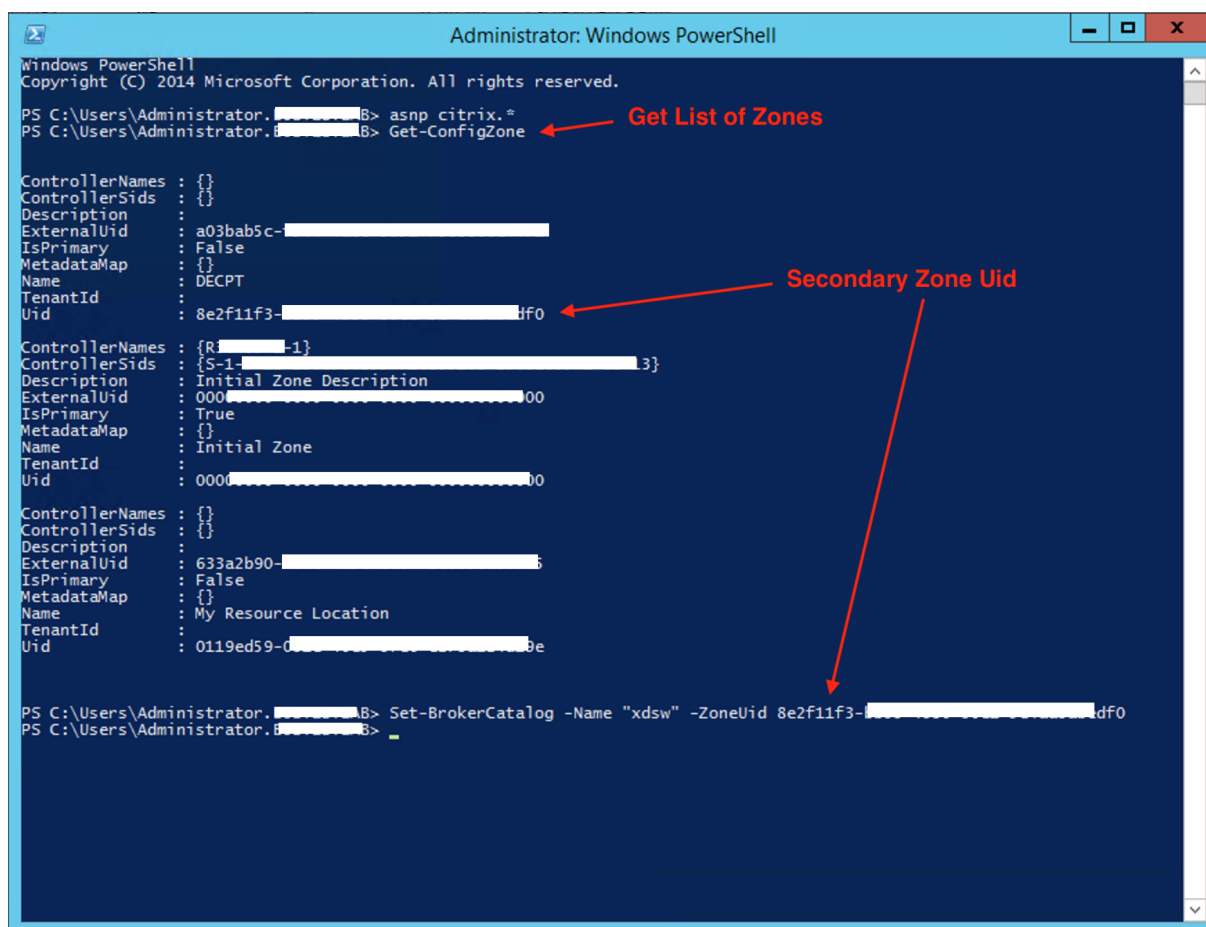 Administrator: Windows PowerShell
Windows PowerShell
Copyright (C) 2014 Microsoft Corporation. All rights reserved.
PS C:\Users\Administrator. B> asnp citrix.*
PS C:\Users\Administrator. B> Get-ConfigZone
Get List of Zones
ControllerNames : {}
ControllerSids : {}
Description :
ExternalUid : a03bab5c-
IsPrimary : False
MetadataMap : {}
Name : DECPT
TenantId :
Uid : 8e2f11f3- df0
Secondary Zone Uid
ControllerNames : {R -1}
ControllerSids : {S-1- 13}
Description : Initial Zone Description
ExternalUid : 000 00
IsPrimary : True
MetadataMap : {}
Name : Initial Zone
TenantId :
Uid : 000 00
ControllerNames : {}
ControllerSids : {}
Description :
ExternalUid : 633a2b90-
IsPrimary : False
MetadataMap : {}
Name : My Resource Location
TenantId :
Uid : 0119ed59- 9e
PS C:\Users\Administrator. B> Set-BrokerCatalog -Name "xdsw" -ZoneUid 8e2f11f3- df0
PS C:\Users\Administrator. B>